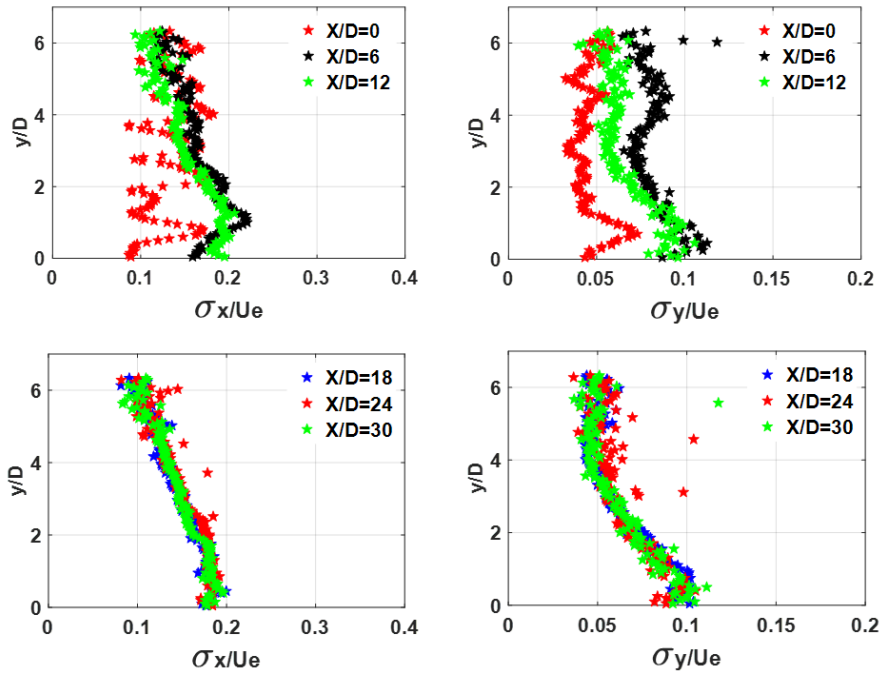 X/D=0
X/D=6
X/D=12
y/D
6
4
2
0
0 0.1 0.2 0.3 0.4
σx/Ue
X/D=0
X/D=6
X/D=12
y/D
6
4
2
0
0 0.05 0.1 0.15 0.2
σy/Ue
X/D=18
X/D=24
X/D=30
y/D
6
4
2
0
0 0.1 0.2 0.3 0.4
σx/Ue
X/D=18
X/D=24
X/D=30
y/D
6
4
2
0
0 0.05 0.1 0.15 0.2
σy/Ue